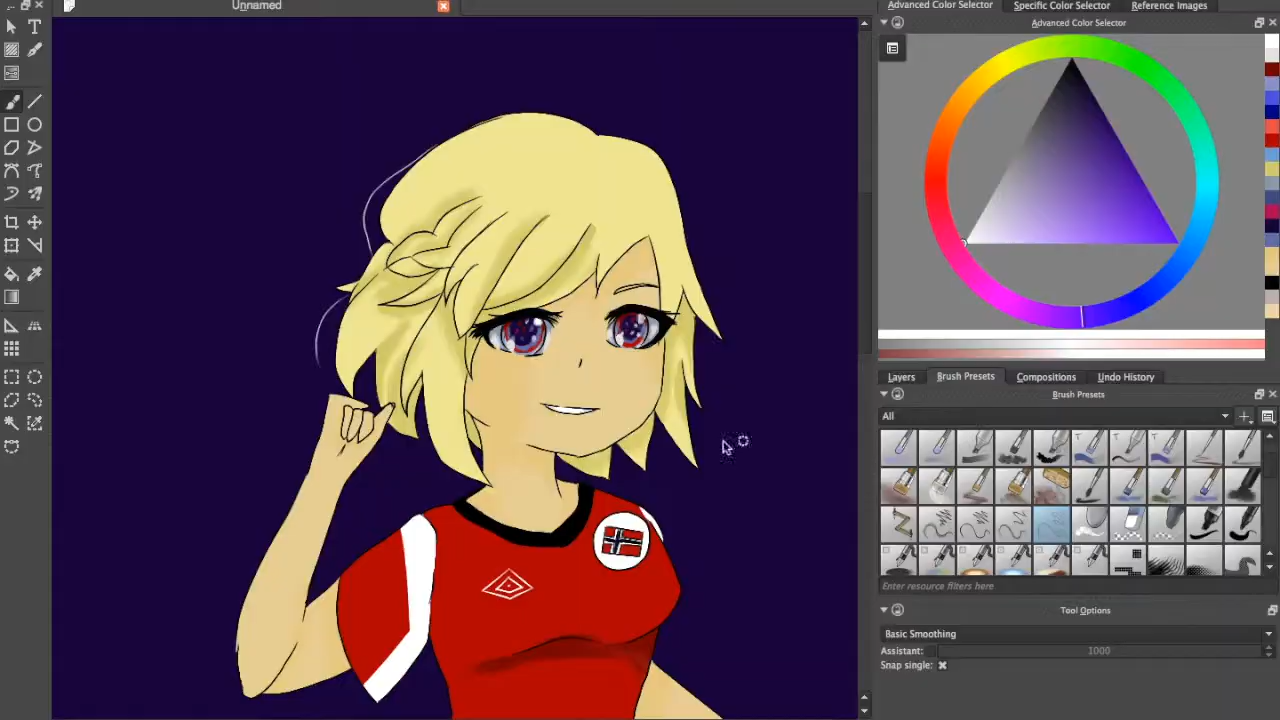 Unnamed
Advanced Color Selector
Specific Color Selector
Reference Images
Advanced Color Selector
Layers
Brush Presets
Compositions
Undo History
Brush Presets
All
Enter resource filters here
Tool Options
Basic Smoothing
Assistant:
1000
Snap single: